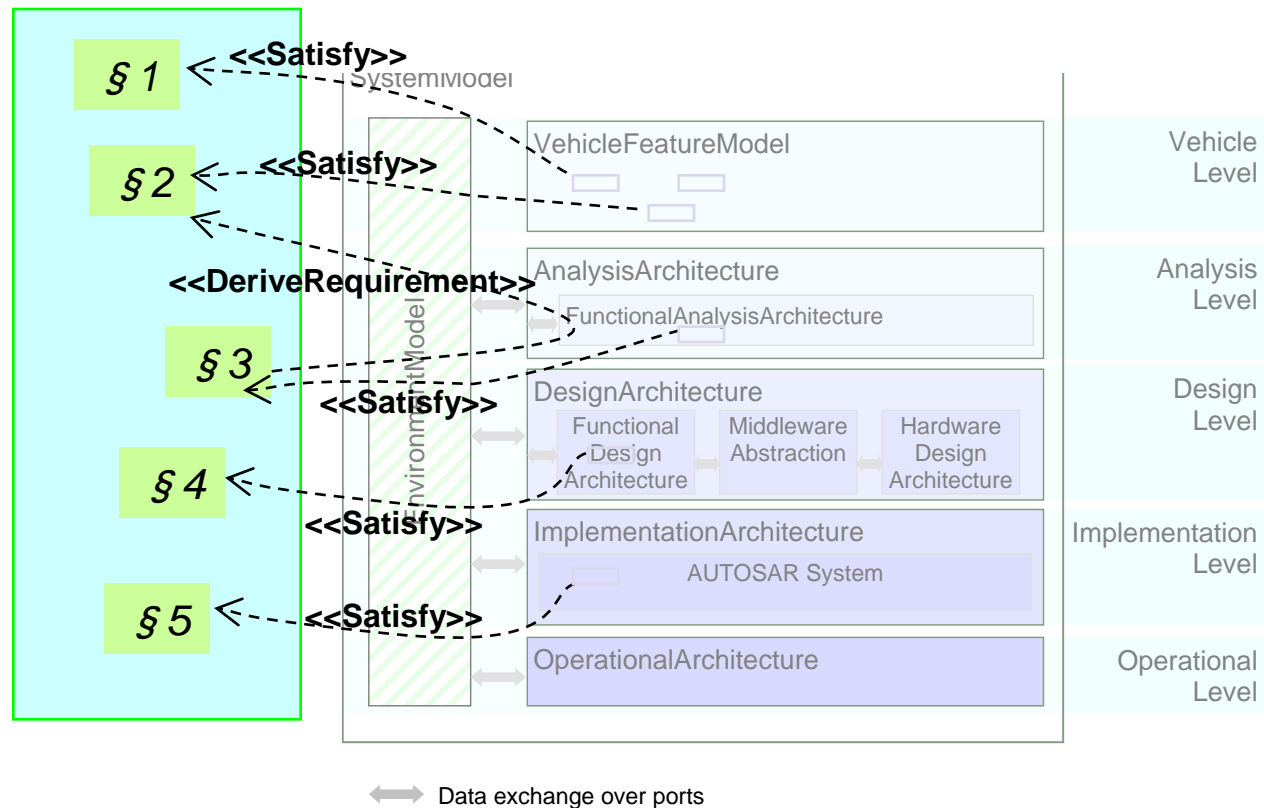 § 1
<<Satisfy>>
SystemModel
VehicleFeatureModel
Vehicle
Level
§ 2
<<Satisfy>>
AnalysisArchitecture
Analysis
Level
<<DeriveRequirement>>
FunctionalAnalysisArchitecture
EnvironmentModel
§ 3
<<Satisfy>>
DesignArchitecture
Design
Level
Functional
Design
Architecture
Middleware
Abstraction
Hardware
Design
Architecture
§ 4
<<Satisfy>>
ImplementationArchitecture
Implementation
Level
AUTOSAR System
§ 5
<<Satisfy>>
OperationalArchitecture
Operational
Level
Data exchange over ports